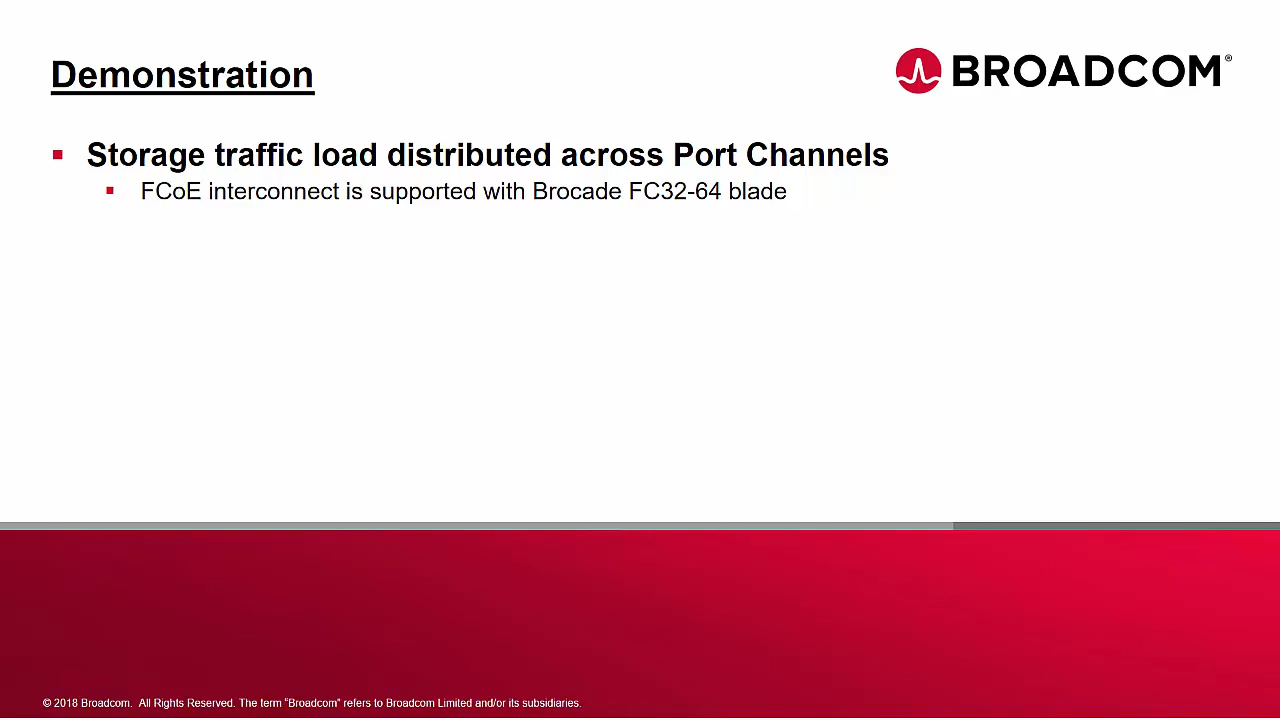 Demonstration
BROADCOM®
Storage traffic load distributed across Port Channels
FCoE interconnect is supported with Brocade FC32-64 blade
© 2018 Broadcom. All Rights Reserved. The term “Broadcom” refers to Broadcom Limited and/or its subsidiaries.